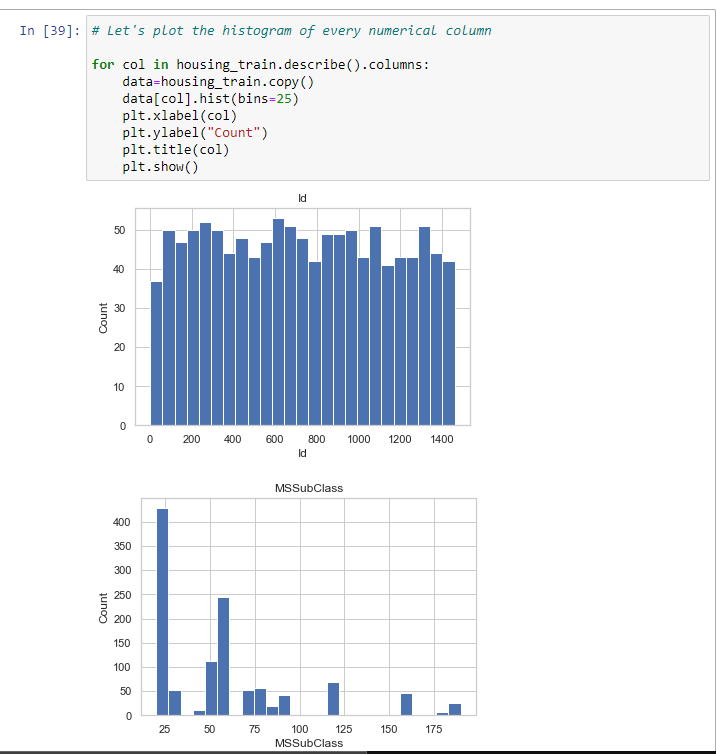 In [39]: # Let's plot the histogram of every numerical column
for col in housing_train.describe().columns:
data=housing_train.copy()
data[col].hist(bins=25)
plt.xlabel(col)
plt.ylabel("Count")
plt.title(col)
plt.show()
Id
50
40
30
20
10
0
Count
0 200 400 600 800 1000 1200 1400
Id
MSSubClass
400
350
300
250
200
150
100
50
0
Count
25 50 75 100 125 150 175
MSSubClass